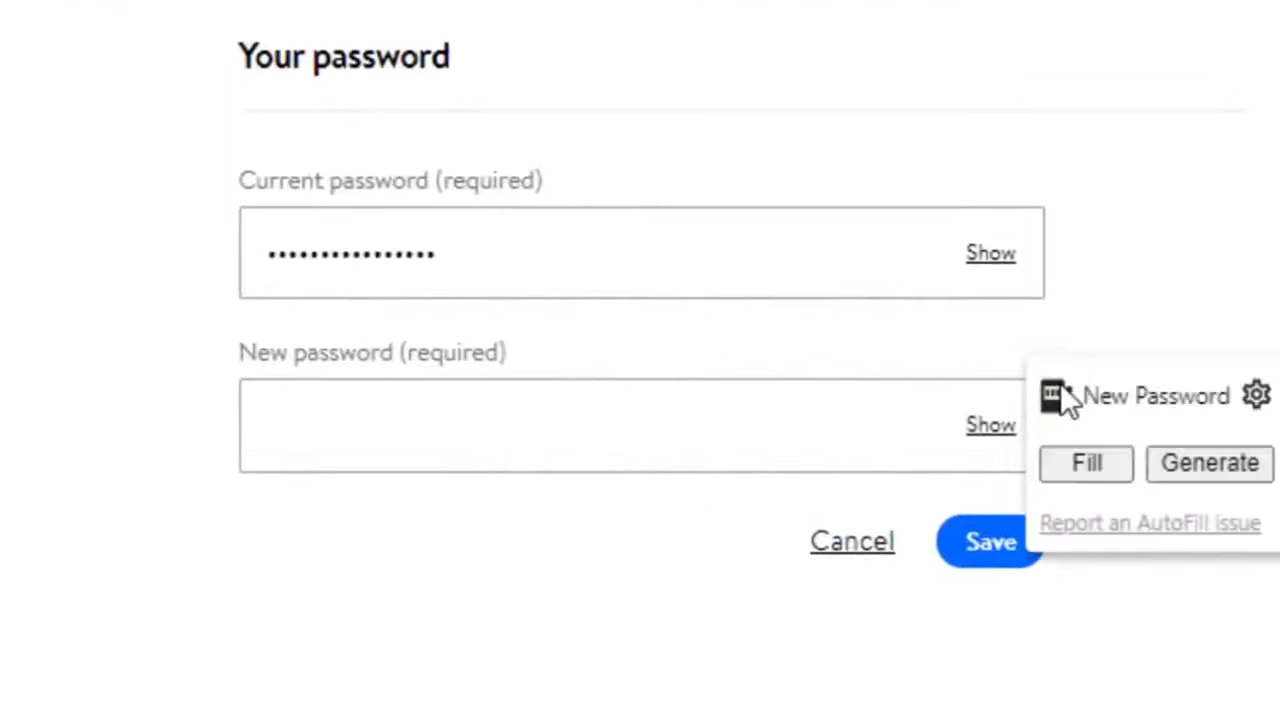 Your password
Current password (required)
•••••••••••••••• Show
New password (required)
Show
New Password
Fill Generate
Report an AutoFill issue
Cancel Save